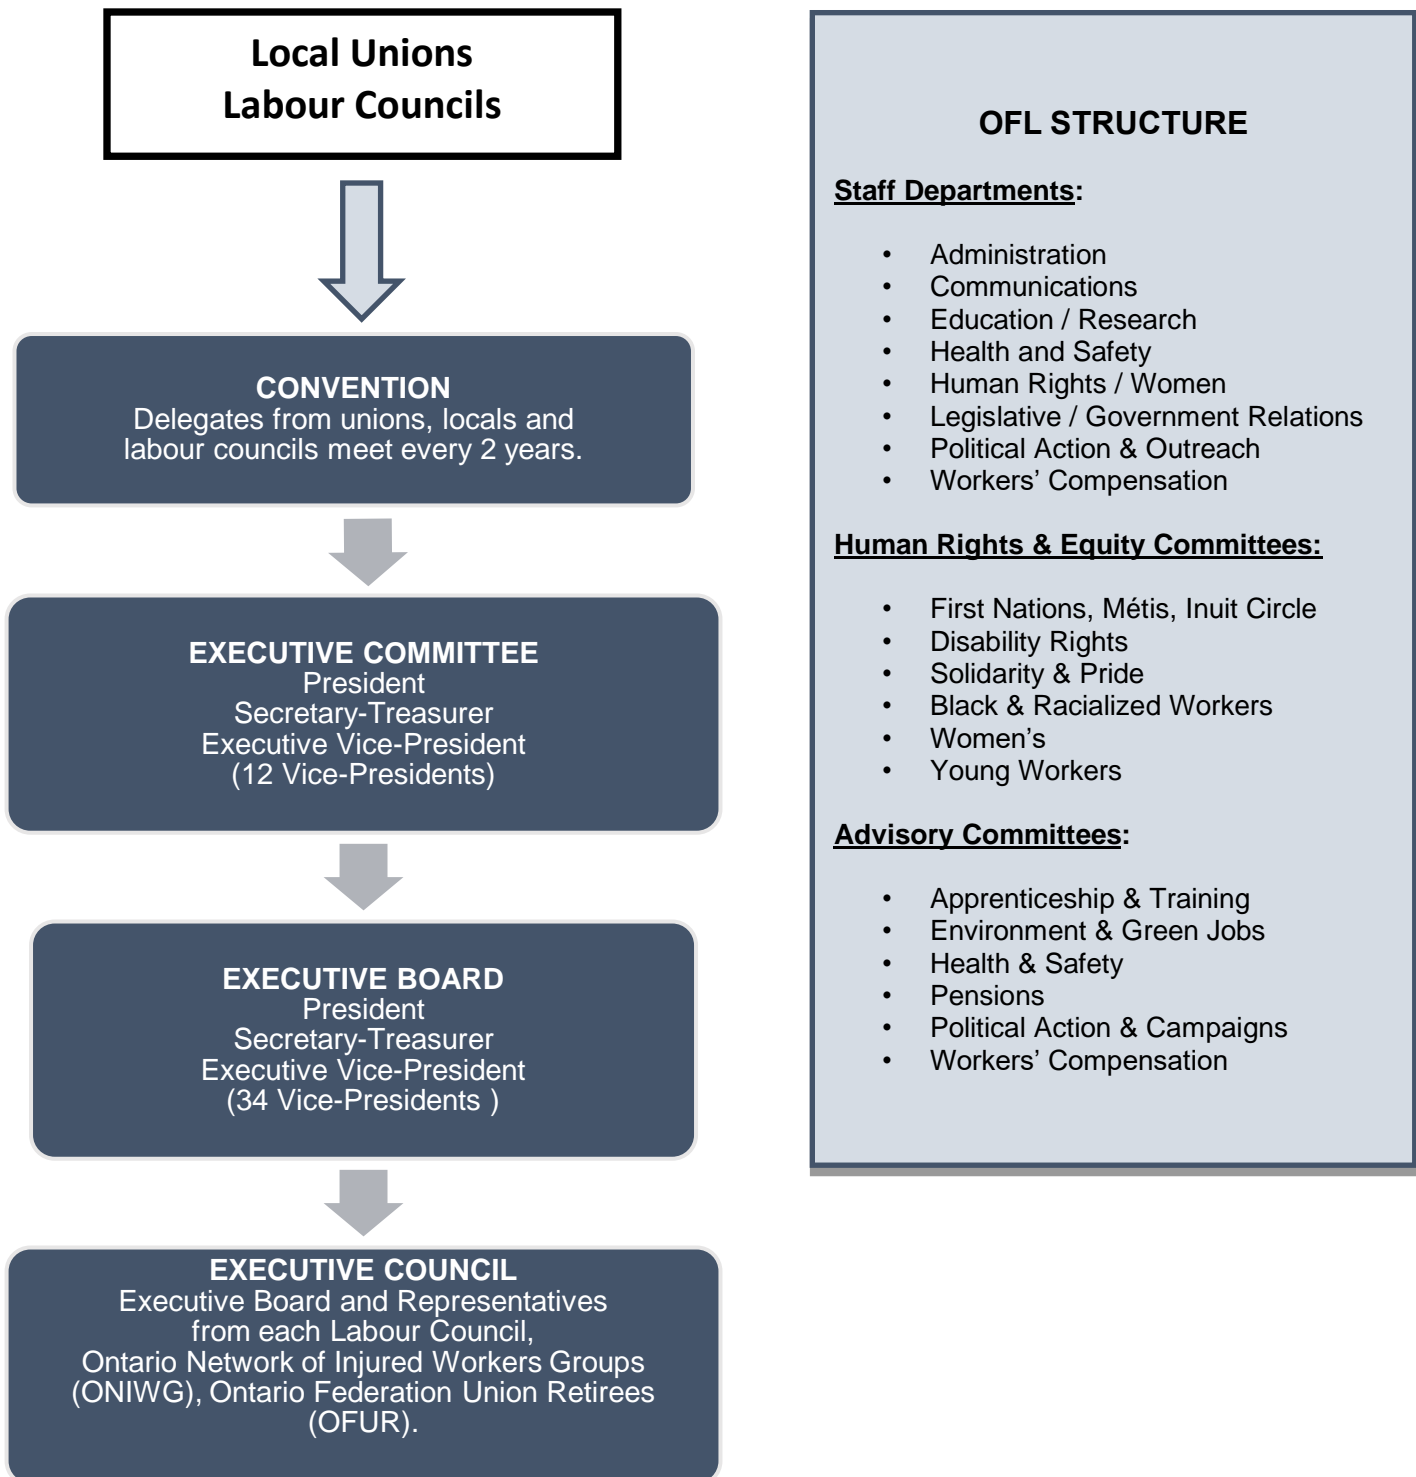 Local Unions
Labour Councils
CONVENTION
Delegates from unions, locals and
labour councils meet every 2 years.
EXECUTIVE COMMITTEE
President
Secretary-Treasurer
Executive Vice-President
(12 Vice-Presidents)
EXECUTIVE BOARD
President
Secretary-Treasurer
Executive Vice-President
(34 Vice-Presidents )
EXECUTIVE COUNCIL
Executive Board and Representatives
from each Labour Council,
Ontario Network of Injured Workers Groups
(ONIWG), Ontario Federation Union Retirees
(OFUR).
OFL STRUCTURE
Staff Departments:
• Administration
• Communications
• Education / Research
• Health and Safety
• Human Rights / Women
• Legislative / Government Relations
• Political Action & Outreach
• Workers’ Compensation
Human Rights & Equity Committees:
• First Nations, Métis, Inuit Circle
• Disability Rights
• Solidarity & Pride
• Black & Racialized Workers
• Women’s
• Young Workers
Advisory Committees:
• Apprenticeship & Training
• Environment & Green Jobs
• Health & Safety
• Pensions
• Political Action & Campaigns
• Workers’ Compensation